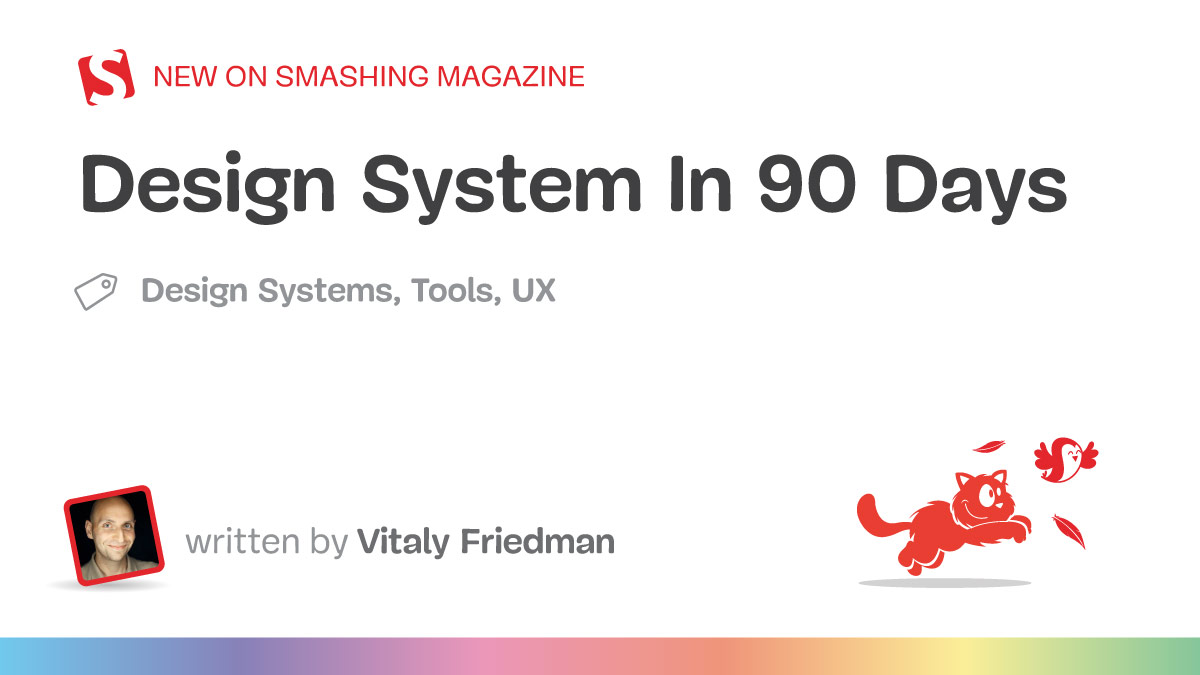 NEW ON SMASHING MAGAZINE
Design System In 90 Days
Design Systems, Tools, UX
written by Vitaly Friedman